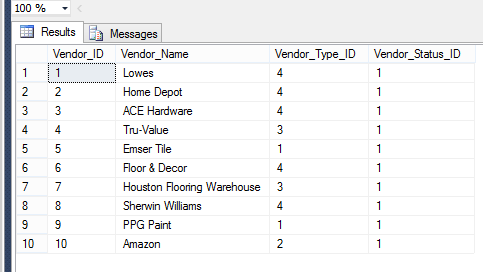 100 %
Results Messages
Vendor_ID Vendor_Name Vendor_Type_ID Vendor_Status_ID
1 1 Lowes 4 1
2 2 Home Depot 4 1
3 3 ACE Hardware 4 1
4 4 Tru-Value 3 1
5 5 Emser Tile 1 1
6 6 Floor & Decor 4 1
7 7 Houston Flooring Warehouse 3 1
8 8 Sherwin Williams 4 1
9 9 PPG Paint 1 1
10 10 Amazon 2 1